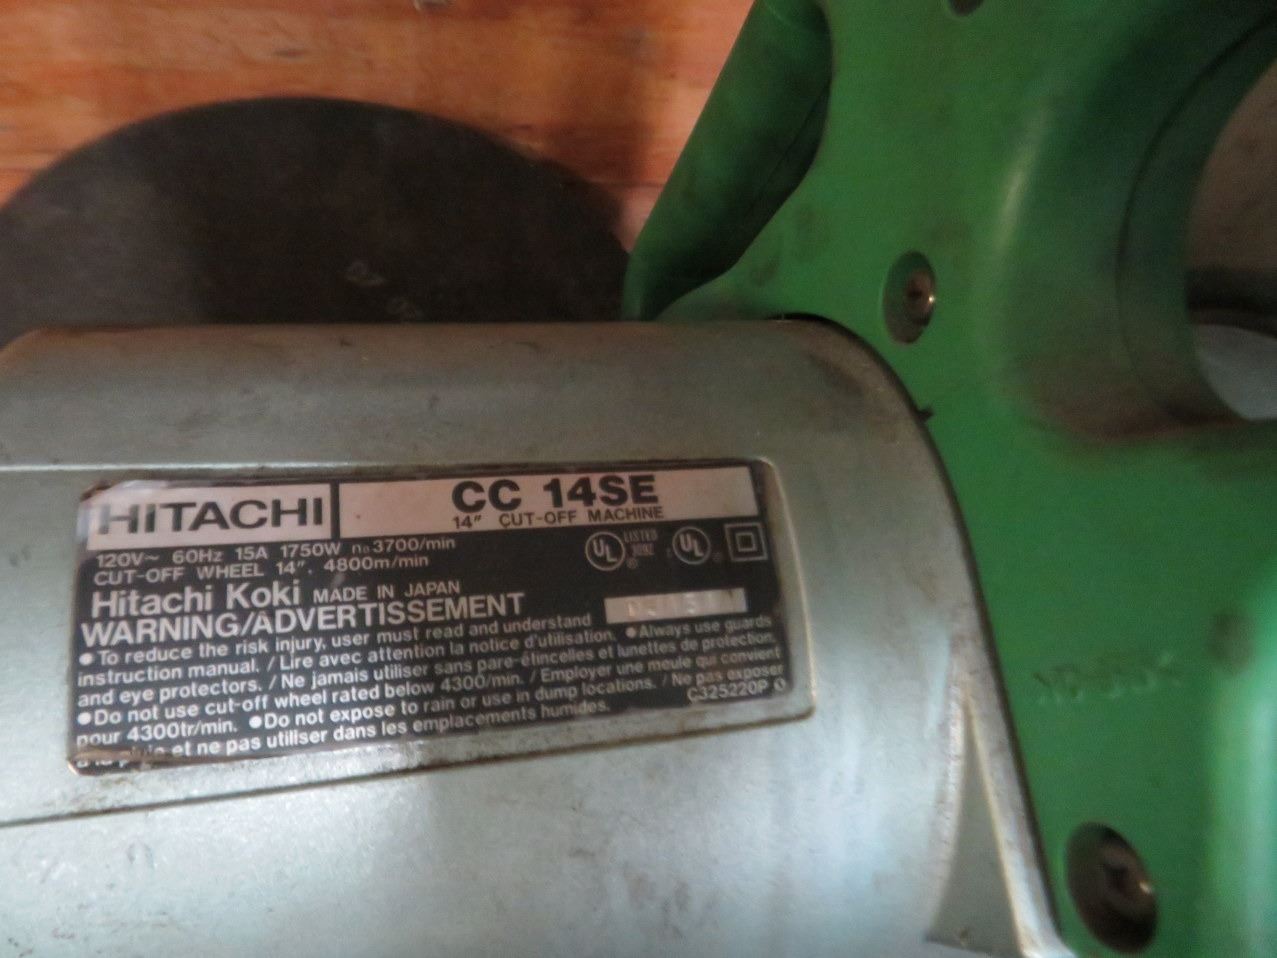 HITACHI
CC 14SE
14" CUT-OFF MACHINE
120V~ 60Hz 15A 1750W no 3700/min
CUT-OFF WHEEL 14". 4800m/min
UL LISTED
UL
Hitachi Koki MADE IN JAPAN
WARNING/ADVERTISSEMENT
●To reduce the risk injury, user must read and understand
instruction manual. / Lire avec attention la notice d'utilisation. ●Always use guards
and eye protectors. / Ne jamais utiliser sans pare-étincelles et lunettes de protection.
●Do not use cut-off wheel rated below 4300/min. / Employer une meule qui convient
pour 4300tr/min. ●Do not expose to rain or use in dump locations. / Ne pas exposer
et ne pas utiliser dans les emplacements humides.
C325220P